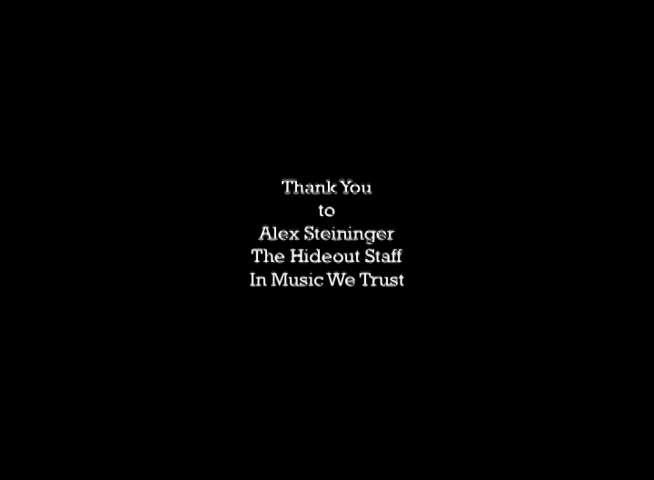 Thank You
to
Alex Steininger
The Hideout Staff
In Music We Trust